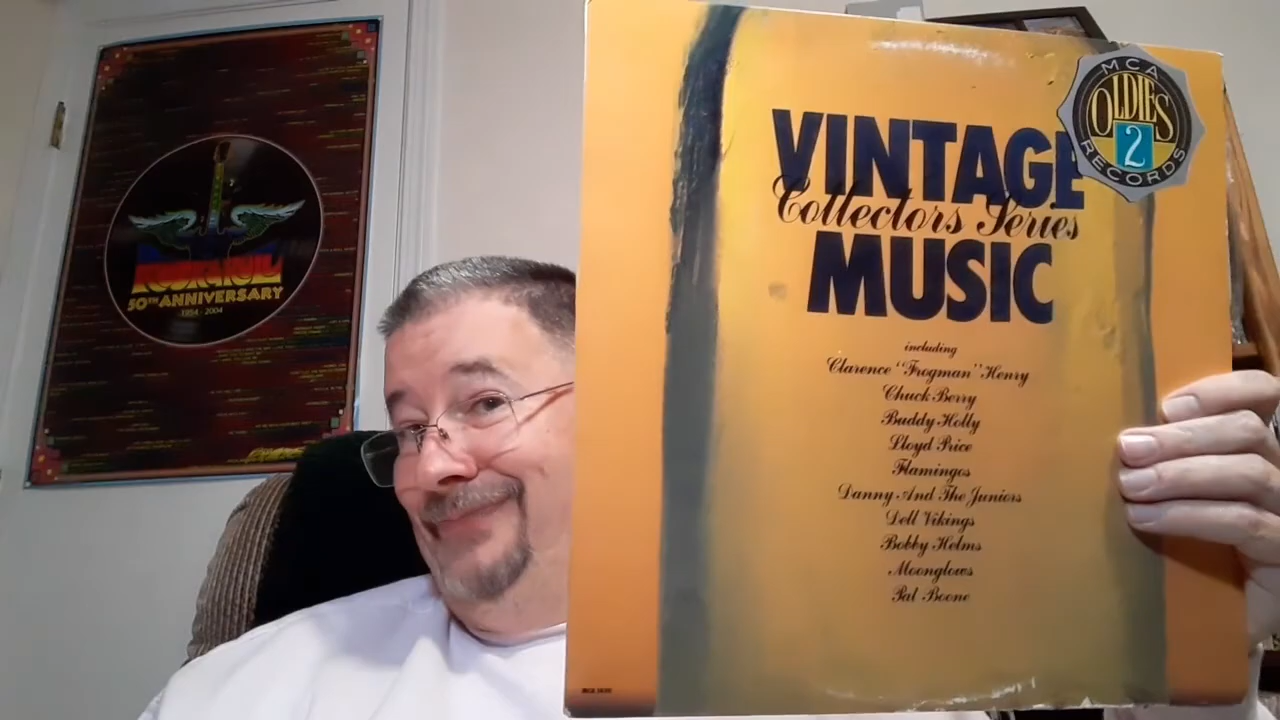 50TH ANNIVERSARY
1954 - 2004
MCA
OLDIES
2
RECORDS
VINTAGE
Collectors Series
MUSIC
including
Clarence "Frogman" Henry
Chuck Berry
Buddy Holly
Lloyd Price
Flamingos
Danny And The Juniors
Dell Vikings
Bobby Helms
Moonglows
Pat Boone